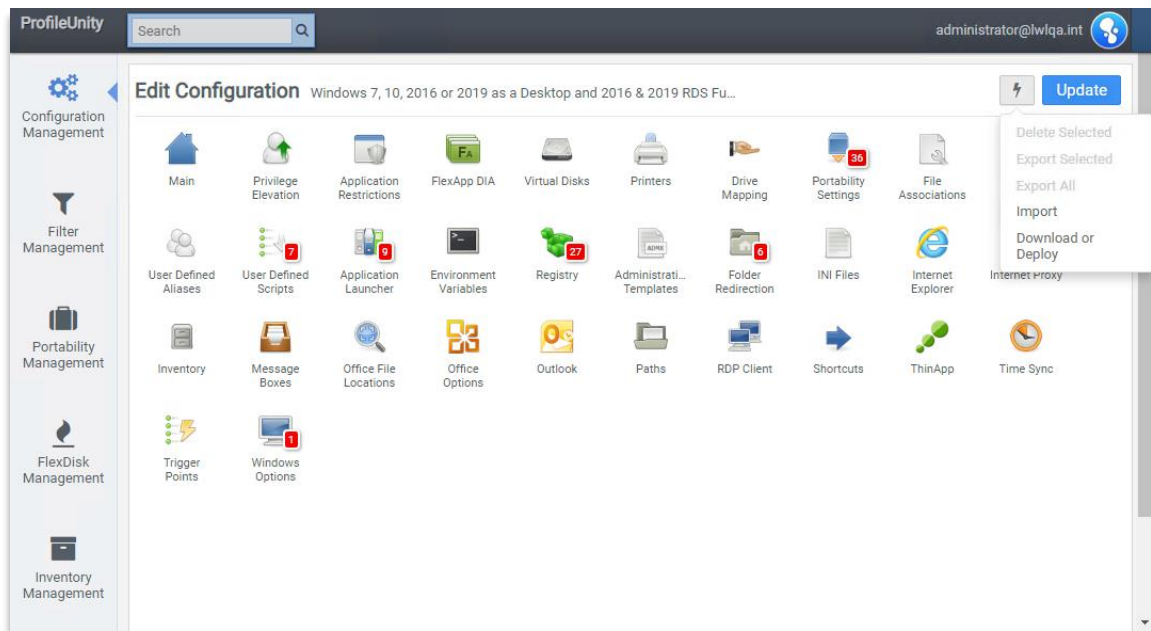 ProfileUnity
Search
administrator@lwlqa.int
Configuration
Management
Filter
Management
Portability
Management
FlexDisk
Management
Inventory
Management
Edit Configuration Windows 7, 10, 2016 or 2019 as a Desktop and 2016 & 2019 RDS Fu...
Update
Delete Selected
Export Selected
Export All
Import
Download or
Deploy
Main
Privilege
Elevation
Application
Restrictions
FA
FlexApp DIA
Virtual Disks
Printers
Drive
Mapping
36
Portability
Settings
File
Associations
User Defined
Aliases
7
User Defined
Scripts
9
Application
Launcher
Environment
Variables
27
Registry
ADMX
Administrati...
Templates
6
Folder
Redirection
INI Files
Internet
Explorer
Internet Proxy
Inventory
Message
Boxes
Office File
Locations
Office
Options
Outlook
Paths
RDP Client
Shortcuts
ThinApp
Time Sync
Trigger
Points
1
Windows
Options